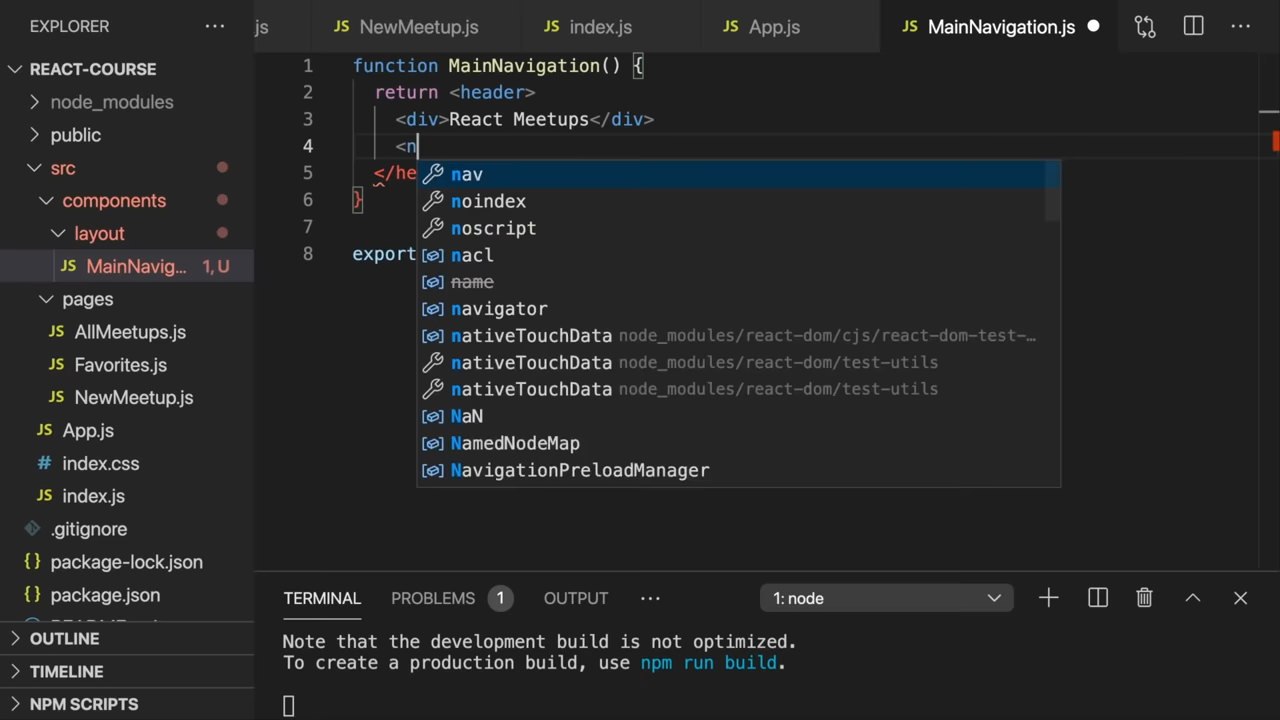 EXPLORER ···
js
JS NewMeetup.js
JS index.js
JS App.js
JS MainNavigation.js
···
REACT-COURSE
node_modules
public
src
components
layout
JS MainNavig... 1, U
pages
JS AllMeetups.js
JS Favorites.js
JS NewMeetup.js
JS App.js
# index.css
JS index.js
.gitignore
{} package-lock.json
{} package.json
OUTLINE
TIMELINE
NPM SCRIPTS
1 function MainNavigation() {
2 return <header>
3 <div>React Meetups</div>
4 <n
5 </he
6 }
7
8 export
nav
noindex
noscript
nacl
name
navigator
nativeTouchData node_modules/react-dom/cjs/react-dom-test-…
nativeTouchData node_modules/react-dom/test-utils
nativeTouchData node_modules/react-dom/test-utils
NaN
NamedNodeMap
NavigationPreloadManager
TERMINAL PROBLEMS 1 OUTPUT ··· 1: node
Note that the development build is not optimized.
To create a production build, use npm run build.